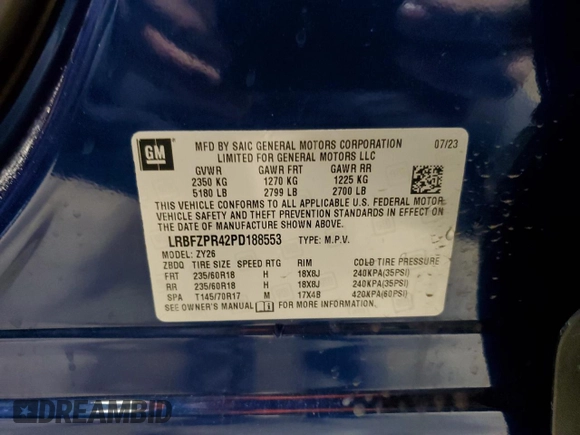 GM
MFD BY SAIC GENERAL MOTORS CORPORATION 07/23
LIMITED FOR GENERAL MOTORS LLC
GVWR GAWR FRT GAWR RR
2350 KG 1270 KG 1225 KG
5180 LB 2799 LB 2700 LB
THIS VEHICLE CONFORMS TO ALL APPLICABLE U.S. FEDERAL MOTOR
VEHICLE SAFETY AND THEFT PREVENTION STANDARDS IN EFFECT ON
THE DATE OF MANUFACTURE SHOWN ABOVE.
LRBFZPR42PD188553 TYPE: M.P.V.
MODEL: ZY26
ZBDQ TIRE SIZE SPEED RTG RIM COLD TIRE PRESSURE
FRT 235/60R18 H 18X8J 240KPA(35PSI)
RR 235/60R18 H 18X8J 240KPA(35PSI)
SPA T145/70R17 M 17X4B 420KPA(60PSI)
SEE OWNER'S MANUAL FOR MORE INFORMATION
DREAMBID